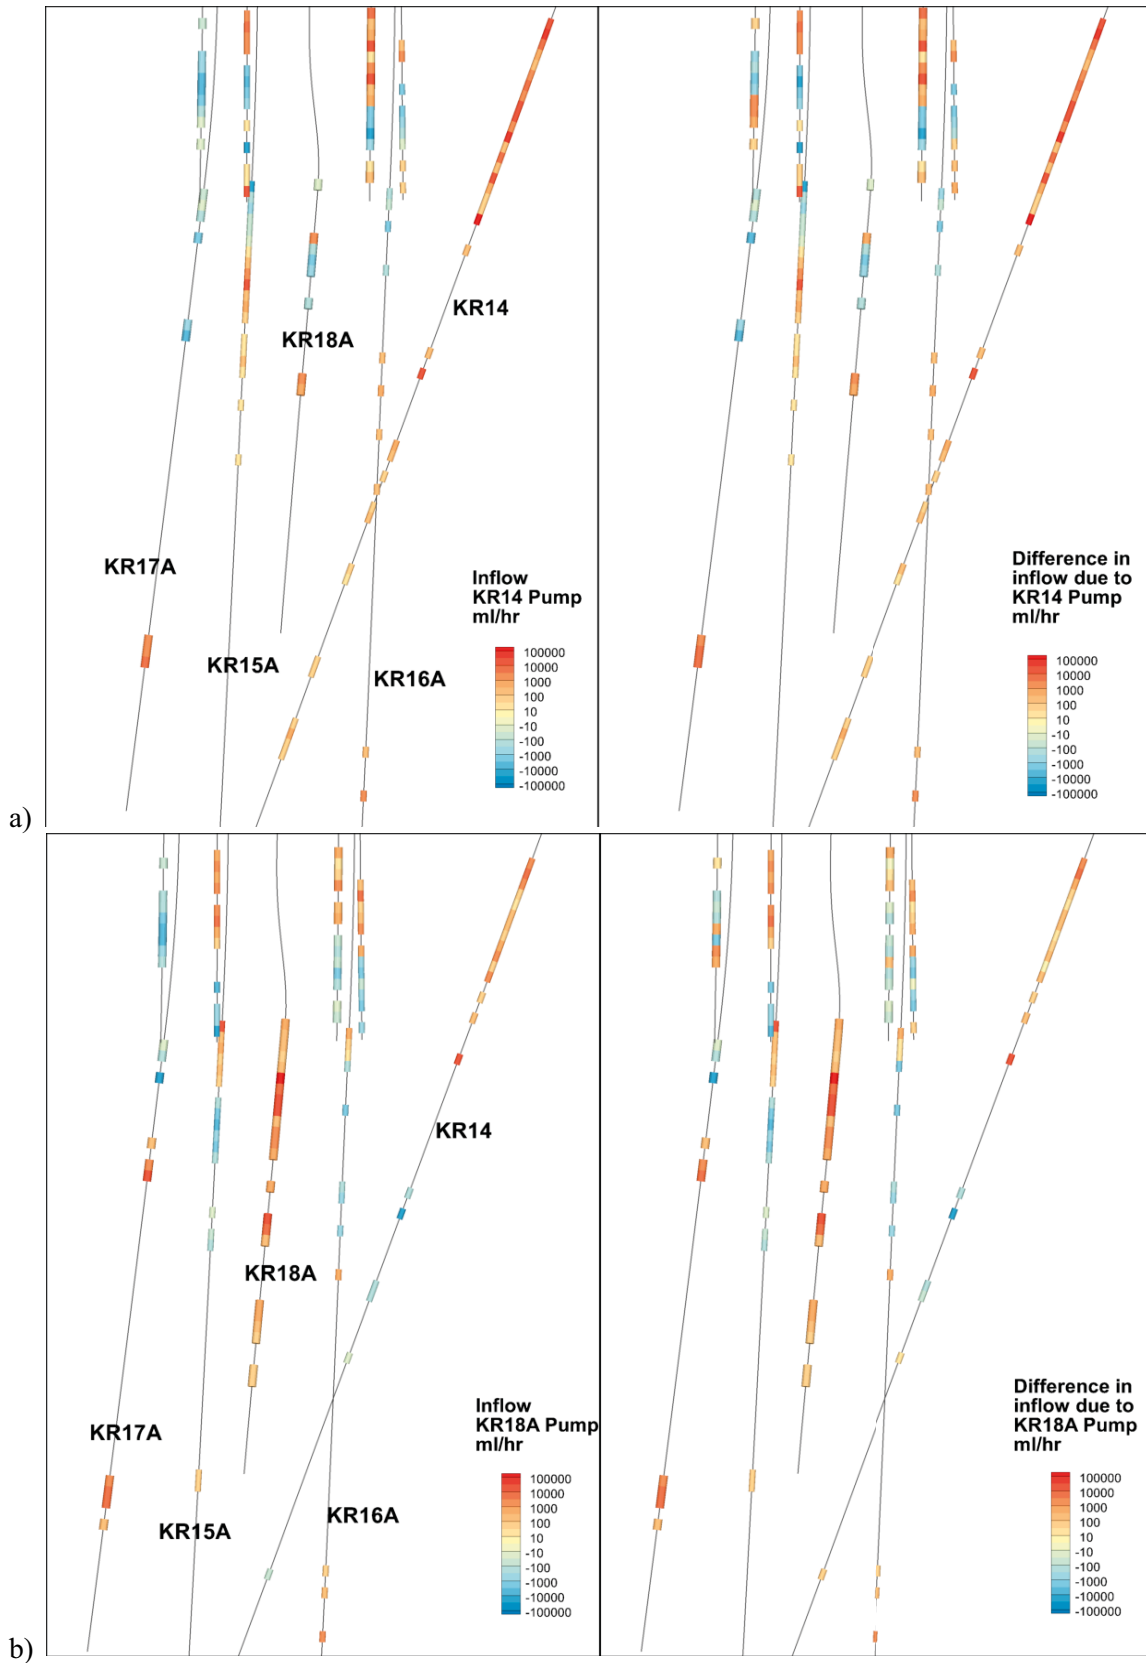 KR14
KR18A
KR17A
KR15A
KR16A
Inflow
KR14 Pump
ml/hr
100000
10000
1000
100
10
-10
-100
-1000
-10000
-100000
Difference in
inflow due to
KR14 Pump
ml/hr
100000
10000
1000
100
10
-10
-100
-1000
-10000
-100000
a)
KR14
KR18A
KR17A
KR15A
KR16A
Inflow
KR18A Pump
ml/hr
100000
10000
1000
100
10
-10
-100
-1000
-10000
-100000
Difference in
inflow due to
KR18A Pump
ml/hr
100000
10000
1000
100
10
-10
-100
-1000
-10000
-100000
b)